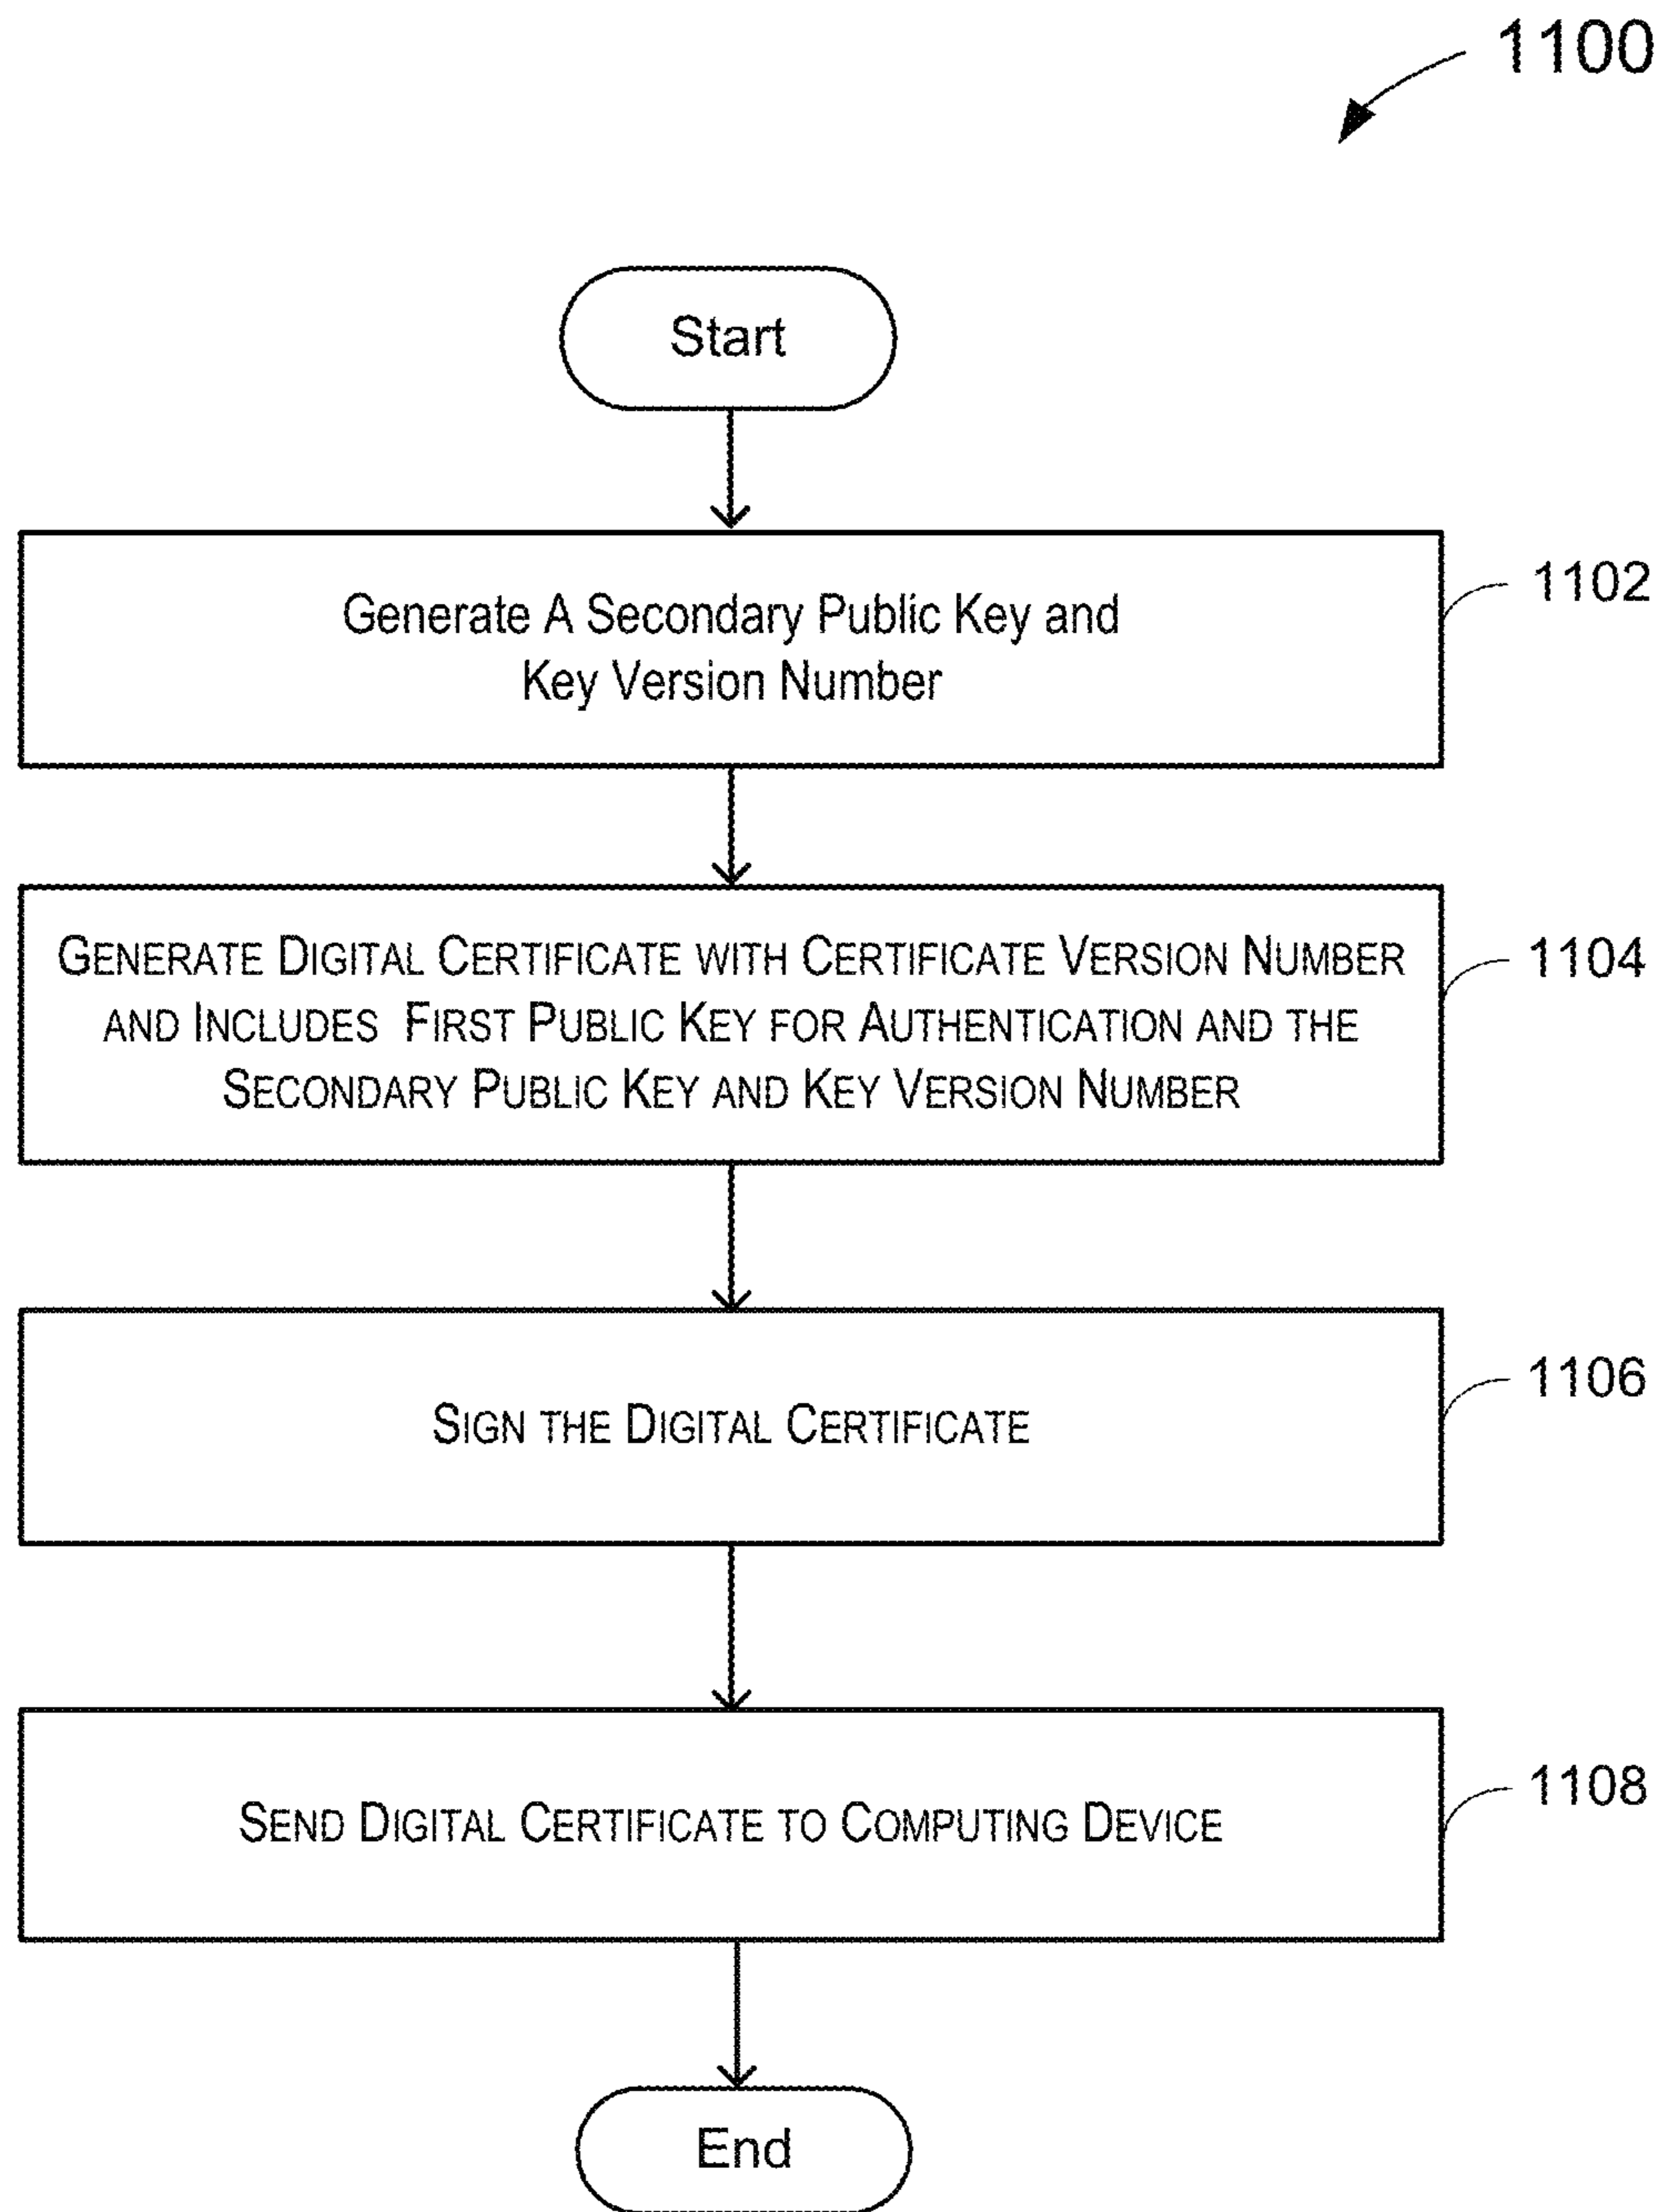 1100
Start
Generate A Secondary Public Key and
Key Version Number
1102
GENERATE DIGITAL CERTIFICATE WITH CERTIFICATE VERSION NUMBER
AND INCLUDES FIRST PUBLIC KEY FOR AUTHENTICATION AND THE
SECONDARY PUBLIC KEY AND KEY VERSION NUMBER
1104
SIGN THE DIGITAL CERTIFICATE
1106
SEND DIGITAL CERTIFICATE TO COMPUTING DEVICE
1108
End